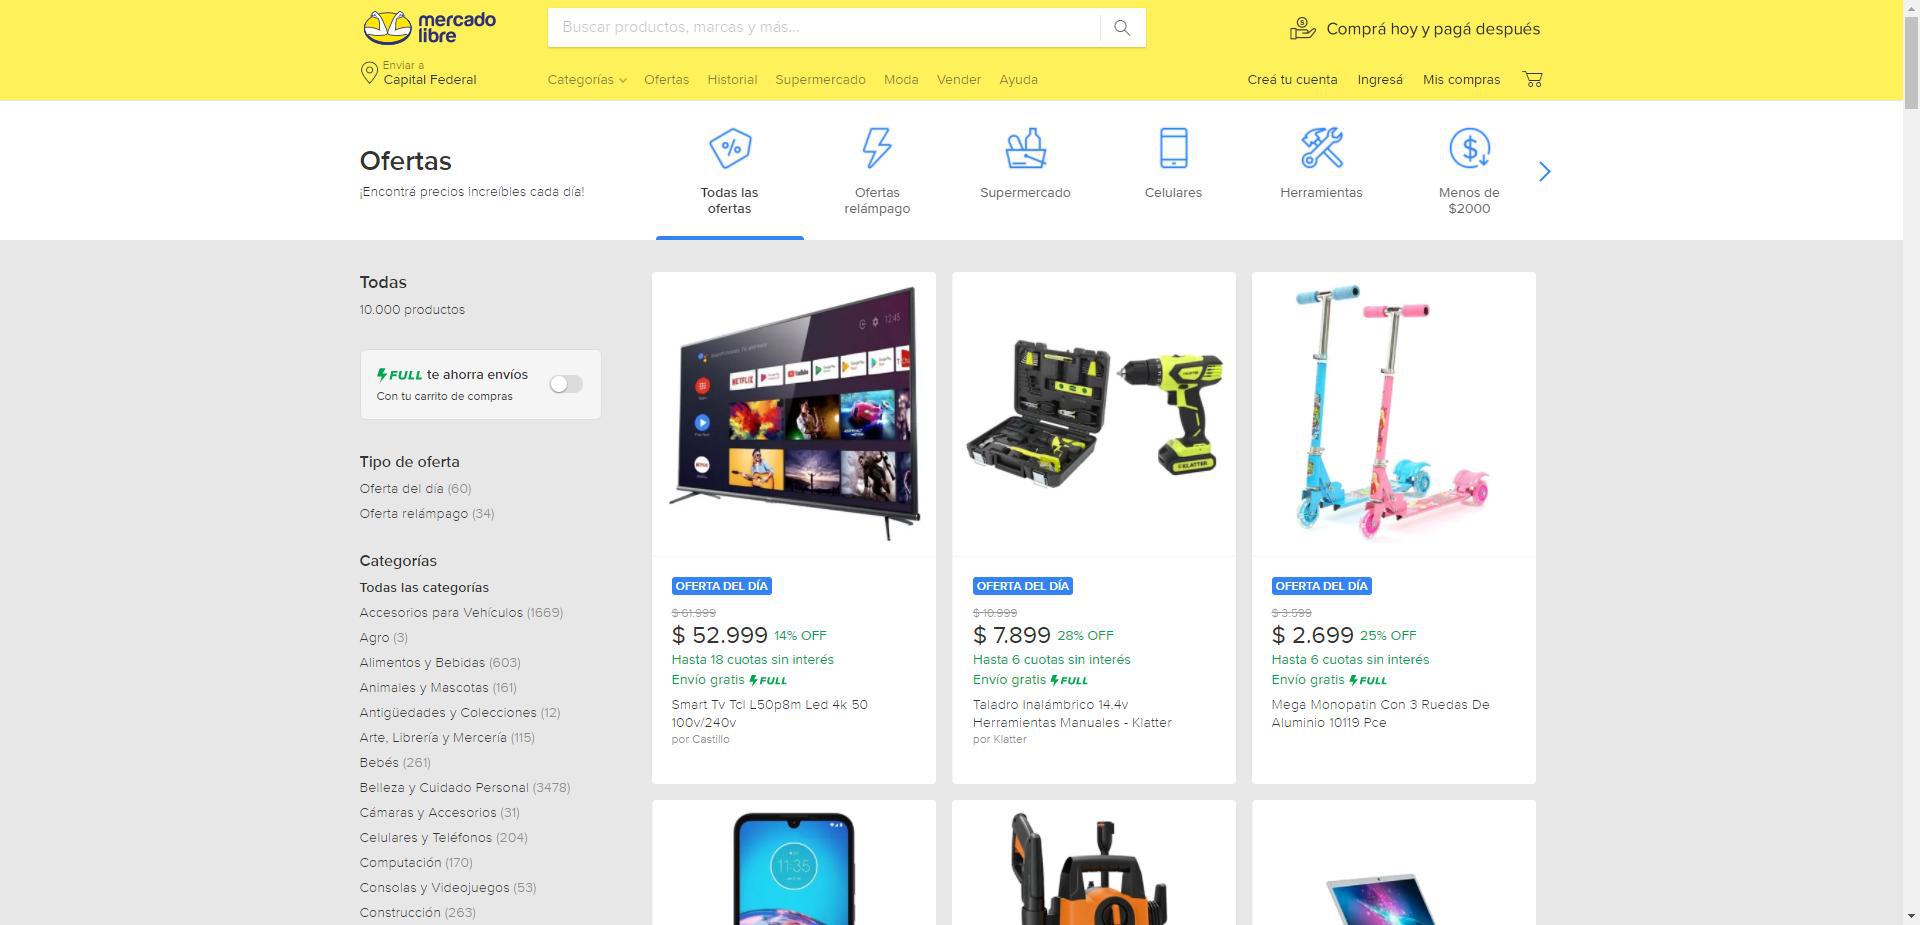 mercado
libre
Buscar productos, marcas y más...
Comprá hoy y pagá después
Enviar a
Capital Federal
Categorías
Ofertas
Historial
Supermercado
Moda
Vender
Ayuda
Creá tu cuenta
Ingresá
Mis compras
Ofertas
¡Encontrá precios increíbles cada día!
Todas las
ofertas
Ofertas
relámpago
Supermercado
Celulares
Herramientas
Menos de
$2000
Todas
10.000 productos
FULL te ahorra envíos
Con tu carrito de compras
Tipo de oferta
Oferta del día (60)
Oferta relámpago (34)
Categorías
Todas las categorías
Accesorios para Vehículos (1669)
Agro (3)
Alimentos y Bebidas (603)
Animales y Mascotas (161)
Antigüedades y Colecciones (12)
Arte, Librería y Mercería (115)
Bebés (261)
Belleza y Cuidado Personal (3478)
Cámaras y Accesorios (31)
Celulares y Teléfonos (204)
Computación (170)
Consolas y Videojuegos (53)
Construcción (263)
12:45
NETFLIX
YouTube
OFERTA DEL DÍA
$ 61.999
$ 52.999 14% OFF
Hasta 18 cuotas sin interés
Envío gratis FULL
Smart Tv Tcl L50p8m Led 4k 50
100v/240v
por Castillo
KLATTER
OFERTA DEL DÍA
$ 10.999
$ 7.899 28% OFF
Hasta 6 cuotas sin interés
Envío gratis FULL
Taladro Inalámbrico 14.4v
Herramientas Manuales - Klatter
por Klatter
OFERTA DEL DÍA
$ 3.599
$ 2.699 25% OFF
Hasta 6 cuotas sin interés
Envío gratis FULL
Mega Monopatin Con 3 Ruedas De
Aluminio 10119 Pce
11:35